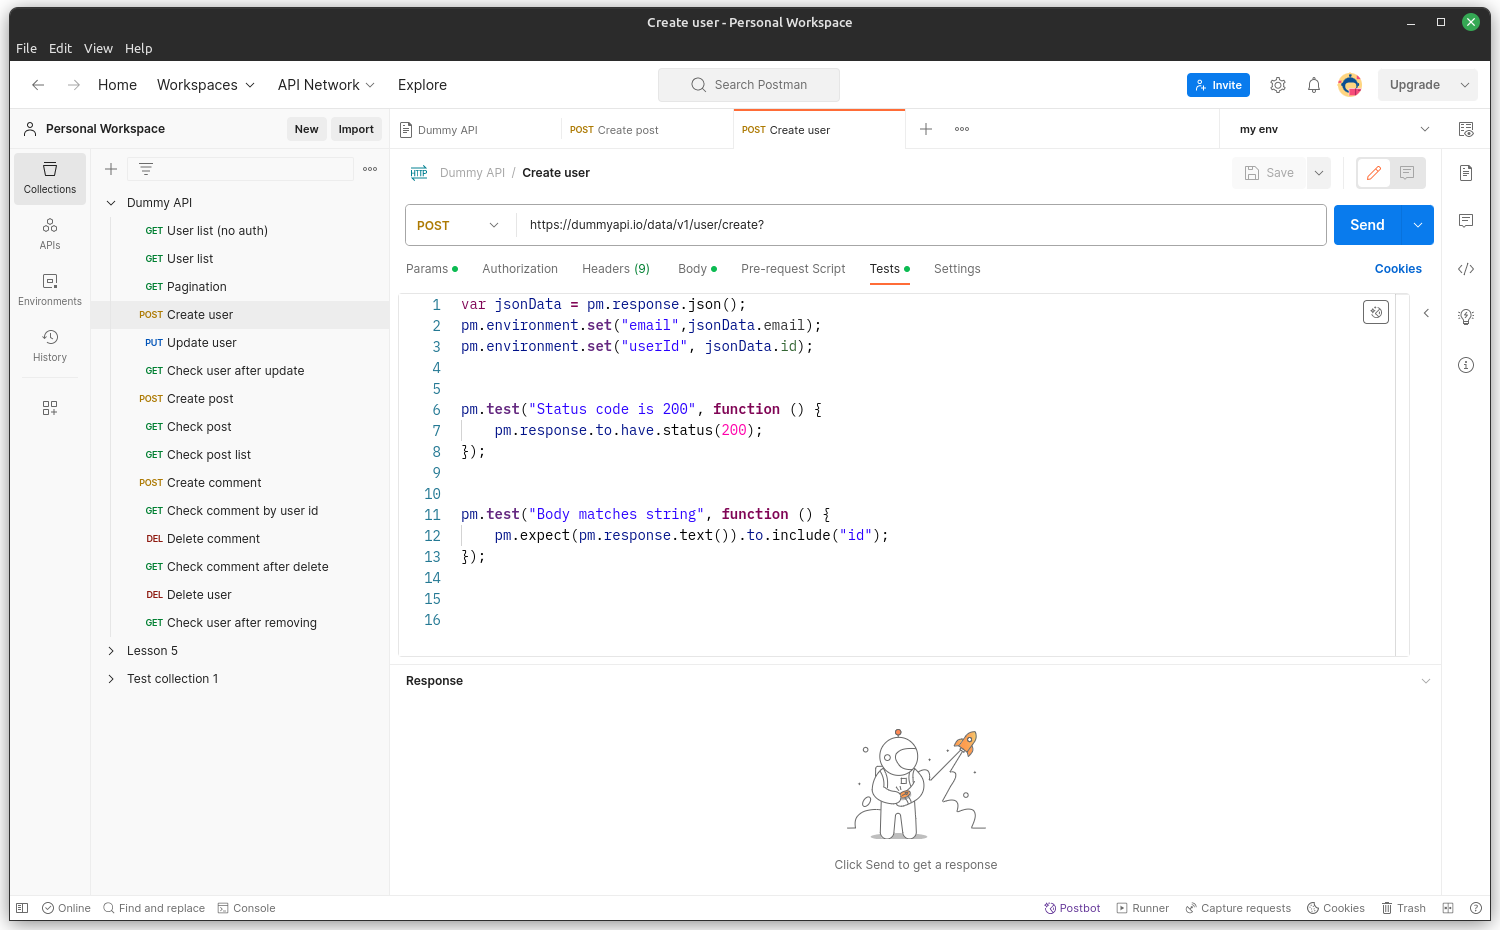 Create user - Personal Workspace
File Edit View Help
Home Workspaces API Network Explore Search Postman Invite Upgrade
Personal Workspace New Import
Dummy API POST Create post POST Create user my env
Collections
APIs
Environments
History
Dummy API
GET User list (no auth)
GET User list
GET Pagination
POST Create user
PUT Update user
GET Check user after update
POST Create post
GET Check post
GET Check post list
POST Create comment
GET Check comment by user id
DEL Delete comment
GET Check comment after delete
DEL Delete user
GET Check user after removing
Lesson 5
Test collection 1
HTTP Dummy API / Create user Save
POST https://dummyapi.io/data/v1/user/create? Send
Params Authorization Headers (9) Body Pre-request Script Tests Settings Cookies
1 var jsonData = pm.response.json();
2 pm.environment.set("email",jsonData.email);
3 pm.environment.set("userId", jsonData.id);
4
5
6 pm.test("Status code is 200", function () {
7 pm.response.to.have.status(200);
8 });
9
10
11 pm.test("Body matches string", function () {
12 pm.expect(pm.response.text()).to.include("id");
13 });
14
15
16
Response
Click Send to get a response
Online Find and replace Console Postbot Runner Capture requests Cookies Trash